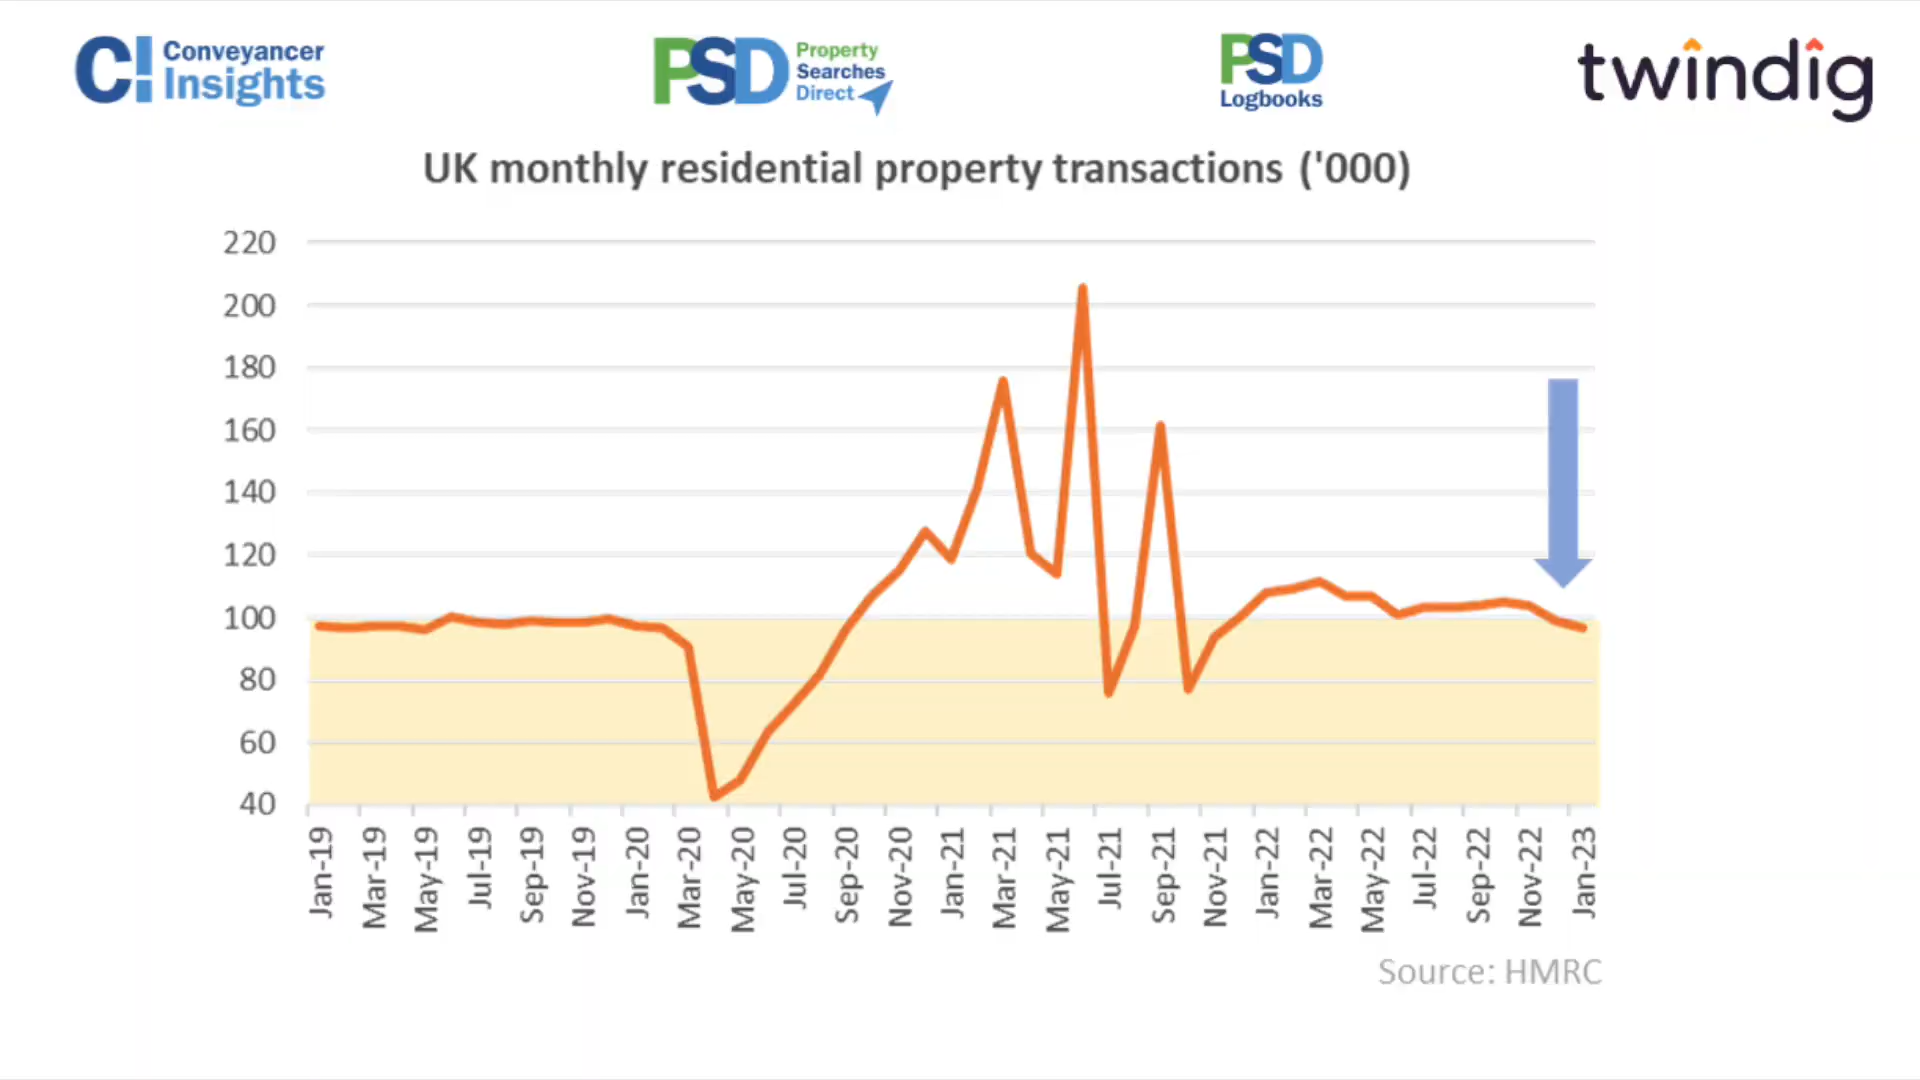 Conveyancer
Insights
PSD Property
Searches
Direct
PSD
Logbooks
twindig
UK monthly residential property transactions ('000)
220
200
180
160
140
120
100
80
60
40
Jan-19
Mar-19
May-19
Jul-19
Sep-19
Nov-19
Jan-20
Mar-20
May-20
Jul-20
Sep-20
Nov-20
Jan-21
Mar-21
May-21
Jul-21
Sep-21
Nov-21
Jan-22
Mar-22
May-22
Jul-22
Sep-22
Nov-22
Jan-23
Source: HMRC